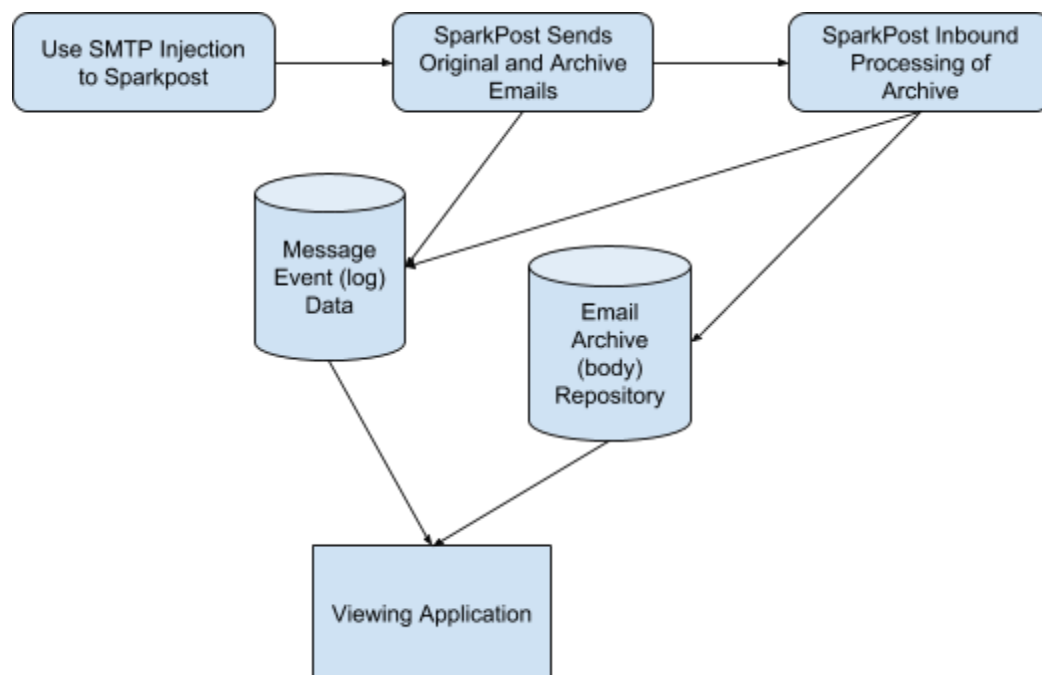 Use SMTP Injection
to Sparkpost
SparkPost Sends
Original and Archive
Emails
SparkPost Inbound
Processing of
Archive
Message
Event (log)
Data
Email
Archive
(body)
Repository
Viewing Application